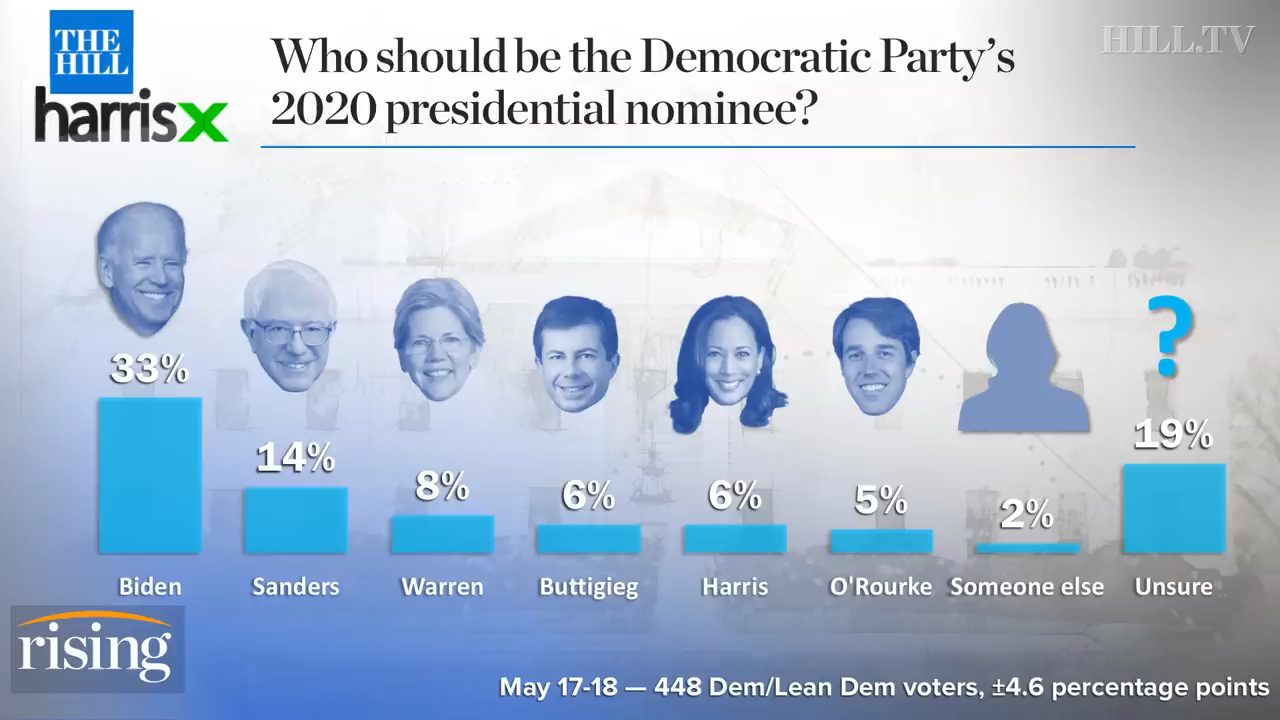 THE
HILL
harrisx
HILL.TV
Who should be the Democratic Party’s
2020 presidential nominee?
33%
14%
8%
6%
6%
5%
2%
?
19%
Biden
Sanders
Warren
Buttigieg
Harris
O'Rourke
Someone else
Unsure
rising
May 17-18 — 448 Dem/Lean Dem voters, ±4.6 percentage points